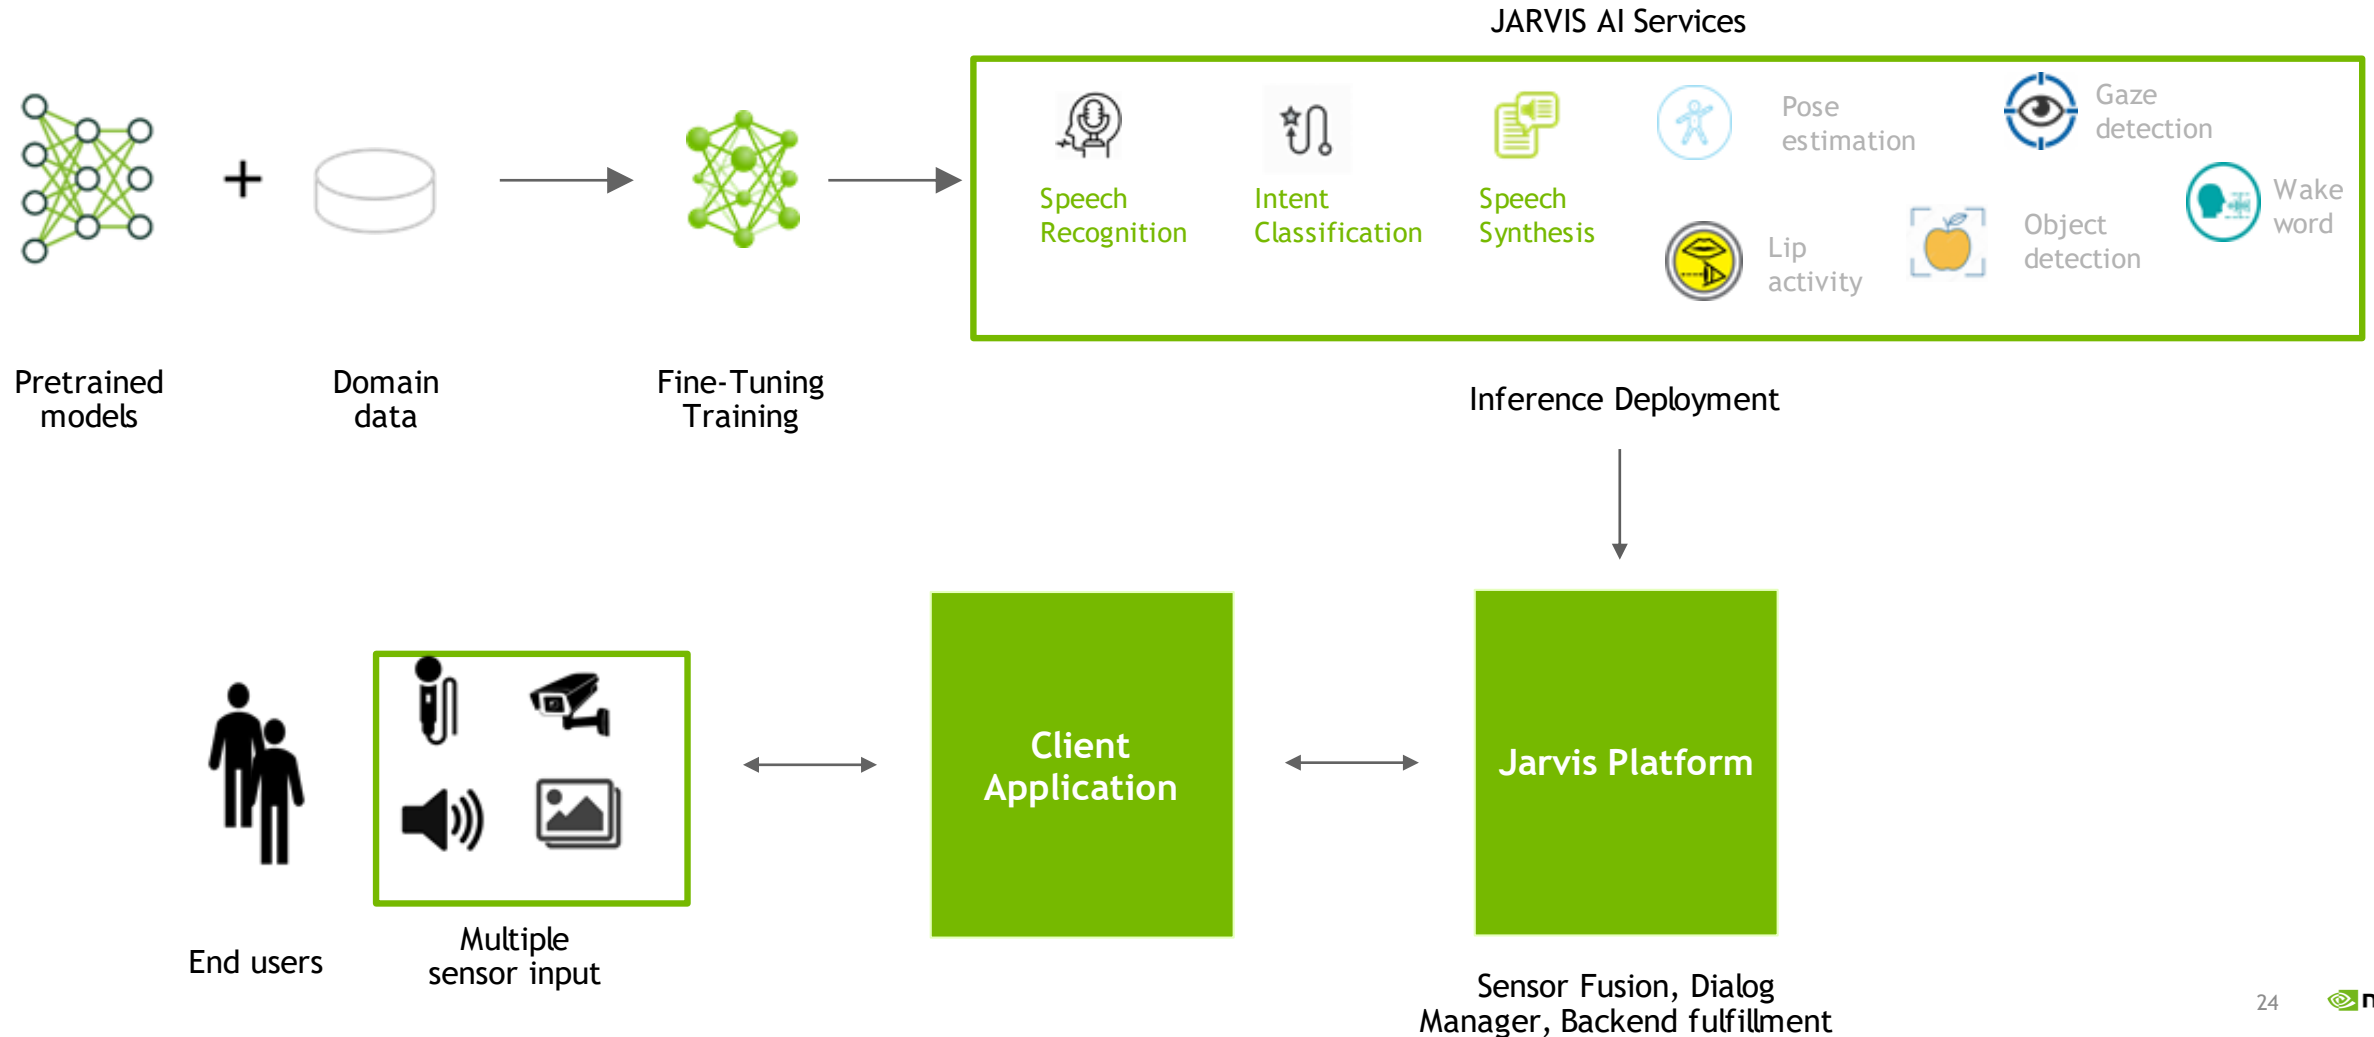 JARVIS AI Services
Speech
Recognition
Intent
Classification
Speech
Synthesis
Pose
estimation
Gaze
detection
Lip
activity
Object
detection
Wake
word
Pretrained
models
+
Domain
data
Fine-Tuning
Training
Inference Deployment
End users
Multiple
sensor input
Client
Application
Jarvis Platform
Sensor Fusion, Dialog
Manager, Backend fulfillment
24